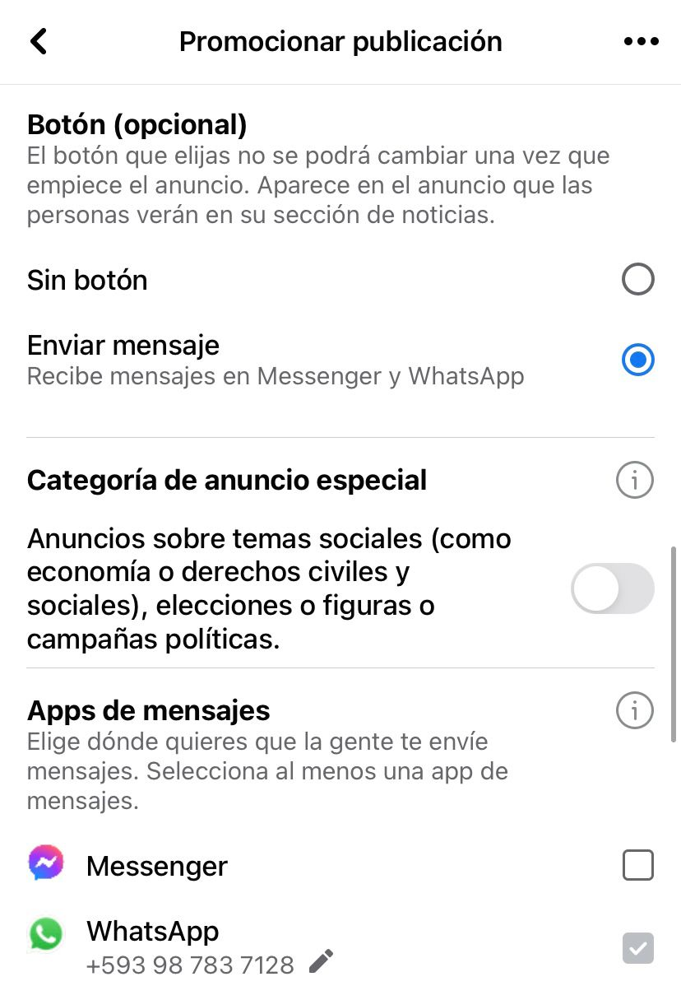 Promocionar publicación
Botón (opcional)
El botón que elijas no se podrá cambiar una vez que
empiece el anuncio. Aparece en el anuncio que las
personas verán en su sección de noticias.
Sin botón
Enviar mensaje
Recibe mensajes en Messenger y WhatsApp
Categoría de anuncio especial
Anuncios sobre temas sociales (como
economía o derechos civiles y
sociales), elecciones o figuras o
campañas políticas.
Apps de mensajes
Elige dónde quieres que la gente te envíe
mensajes. Selecciona al menos una app de
mensajes.
Messenger
WhatsApp
+593 98 783 7128